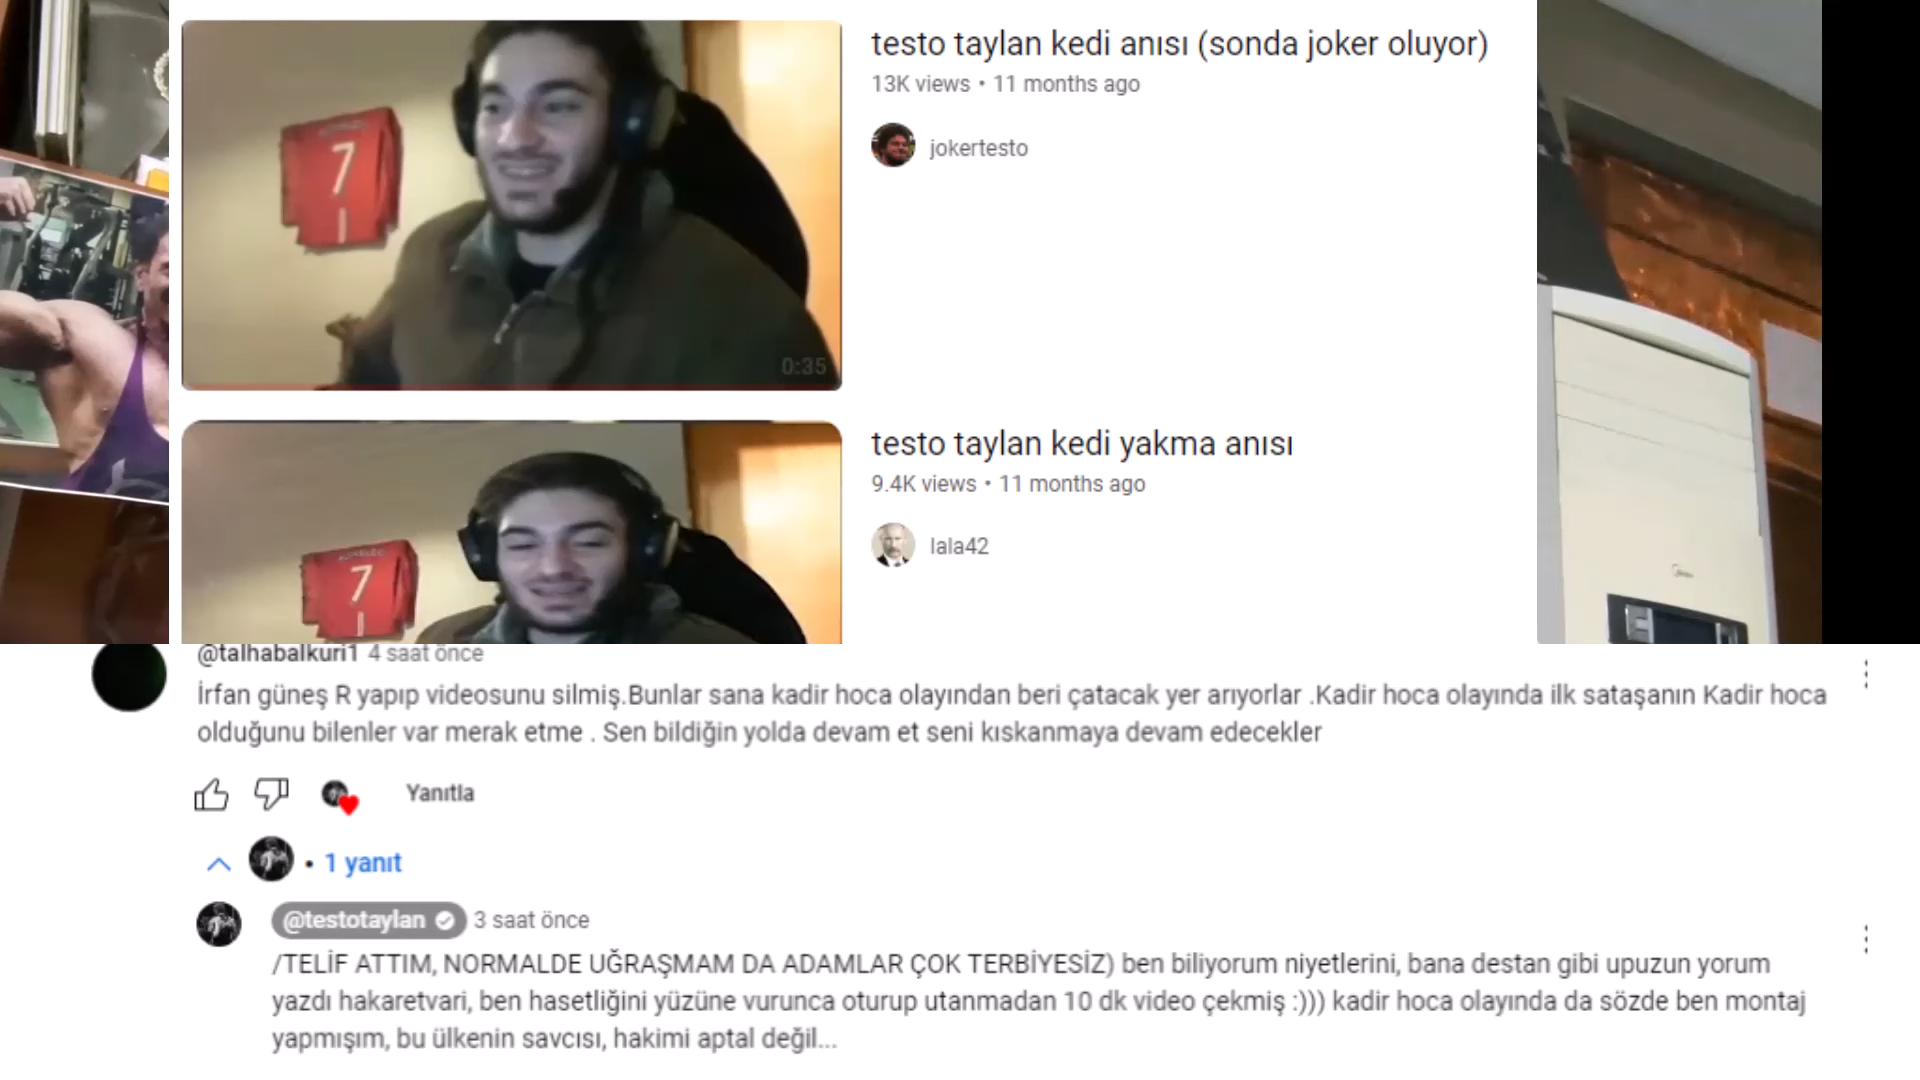 testo taylan kedi anısı (sonda joker oluyor)
13K views • 11 months ago
jokertesto
7
0:35
testo taylan kedi yakma anısı
9.4K views • 11 months ago
lala42
7
Midea
@talhabalkuri1 4 saat önce
İrfan güneş R yapıp videosunu silmiş.Bunlar sana kadir hoca olayından beri çatacak yer arıyorlar .Kadir hoca olayında ilk sataşanın Kadir hoca
olduğunu bilenler var merak etme . Sen bildiğin yolda devam et seni kıskanmaya devam edecekler
Yanıtla
• 1 yanıt
@testotaylan 3 saat önce
/TELİF ATTIM, NORMALDE UĞRAŞMAM DA ADAMLAR ÇOK TERBİYESİZ) ben biliyorum niyetlerini, bana destan gibi upuzun yorum
yazdı hakaretvari, ben hasetliğini yüzüne vurunca oturup utanmadan 10 dk video çekmiş :))) kadir hoca olayında da sözde ben montaj
yapmışım, bu ülkenin savcısı, hakimi aptal değil...